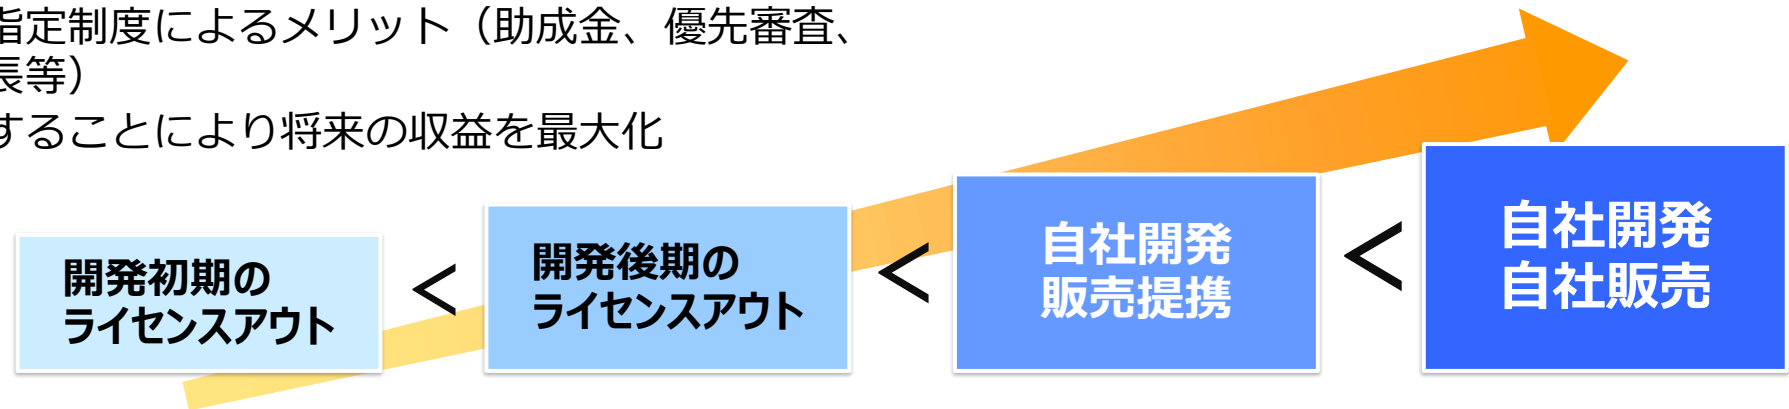 指定制度によるメリット（助成金、優先審査、
長等）
することにより将来の収益を最大化
開発初期の
ライセンスアウト
<
開発後期の
ライセンスアウト
<
自社開発
販売提携
<
自社開発
自社販売